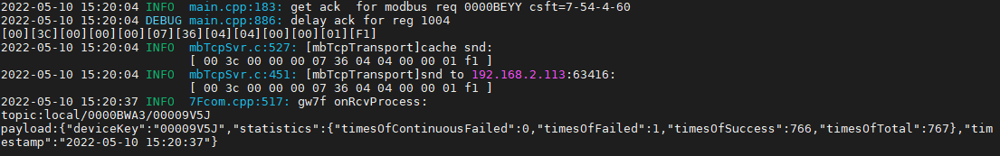 2022-05-10 15:20:04 INFO  main.cpp:183: get ack  for modbus req 0000BEYY csft=7-54-4-60
2022-05-10 15:20:04 DEBUG main.cpp:886: delay ack for reg 1004
[00][3C][00][00][00][07][36][04][04][00][00][01][F1]
2022-05-10 15:20:04 INFO  mbTcpSvr.c:527: [mbTcpTransport]cache snd:
[ 00 3c 00 00 00 07 36 04 04 00 00 01 f1 ]
2022-05-10 15:20:04 INFO  mbTcpSvr.c:451: [mbTcpTransport]snd to 192.168.2.113:63416:
[ 00 3c 00 00 00 07 36 04 04 00 00 01 f1 ]
2022-05-10 15:20:37 INFO  7Fcom.cpp:517: gw7f onRcvProcess:
topic:local/0000BWA3/00009V5J
payload:{"deviceKey":"00009V5J","statistics":{"timesOfContinuousFailed":0,"timesOfFailed":1,"timesOfSuccess":766,"timesOfTotal":767},"tim
estamp":"2022-05-10 15:20:37"}